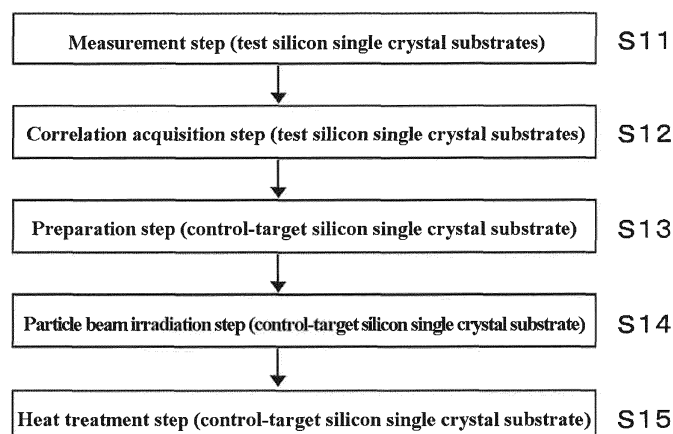 Measurement step (test silicon single crystal substrates) S11
Correlation acquisition step (test silicon single crystal substrates) S12
Preparation step (control-target silicon single crystal substrate) S13
Particle beam irradiation step (control-target silicon single crystal substrate) S14
Heat treatment step (control-target silicon single crystal substrate) S15